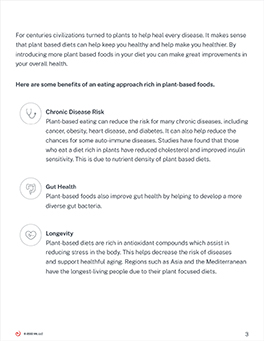 For centuries civilizations turned to plants to help heal every disease. It makes sense
that plant based diets can help keep you healthy and help make you healthier. By
introducing more plant based foods in your diet you can make great improvements in
your overall health.
Here are some benefits of an eating approach rich in plant-based foods.
Chronic Disease Risk
Plant-based eating can reduce the risk for many chronic diseases, including
cancer, obesity, heart disease, and diabetes. It can also help reduce the
chances for some auto-immune diseases. Studies have found that those
who eat a diet rich in plants have reduced cholesterol and improved insulin
sensitivity. This is due to nutrient density of plant based diets.
Gut Health
Plant-based foods also improve gut health by helping to develop a more
diverse gut bacteria.
Longevity
Plant-based diets are rich in antioxidant compounds which assist in
reducing stress in the body. This helps decrease the risk of diseases
and support healthful aging. Regions such as Asia and the Mediterranean
have the longest-living people due to their plant focused diets.
3